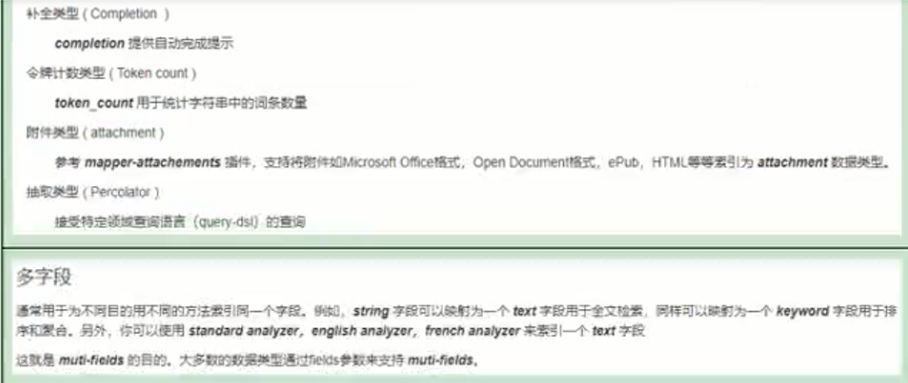 补全类型 ( Completion )
completion 提供自动完成提示
令牌计数类型 ( Token count )
token_count 用于统计字符串中的词条数量
附件类型 ( attachment )
参考 mapper-attachements 插件，支持将附件如Microsoft Office格式，Open Document格式，ePub，HTML等等索引为 attachment 数据类型。
抽取类型 ( Percolator )
接受特定领域查询语言（query-dsl）的查询
多字段
通常用于为不同目的用不同的方法索引同一个字段。例如，string 字段可以映射为一个 text 字段用于全文检索，同样可以映射为一个 keyword 字段用于排
序和聚合。另外，你可以使用 standard analyzer，english analyzer，french analyzer 来索引一个 text 字段
这就是 muti-fields 的目的。大多数的数据类型通过fields参数来支持 muti-fields。